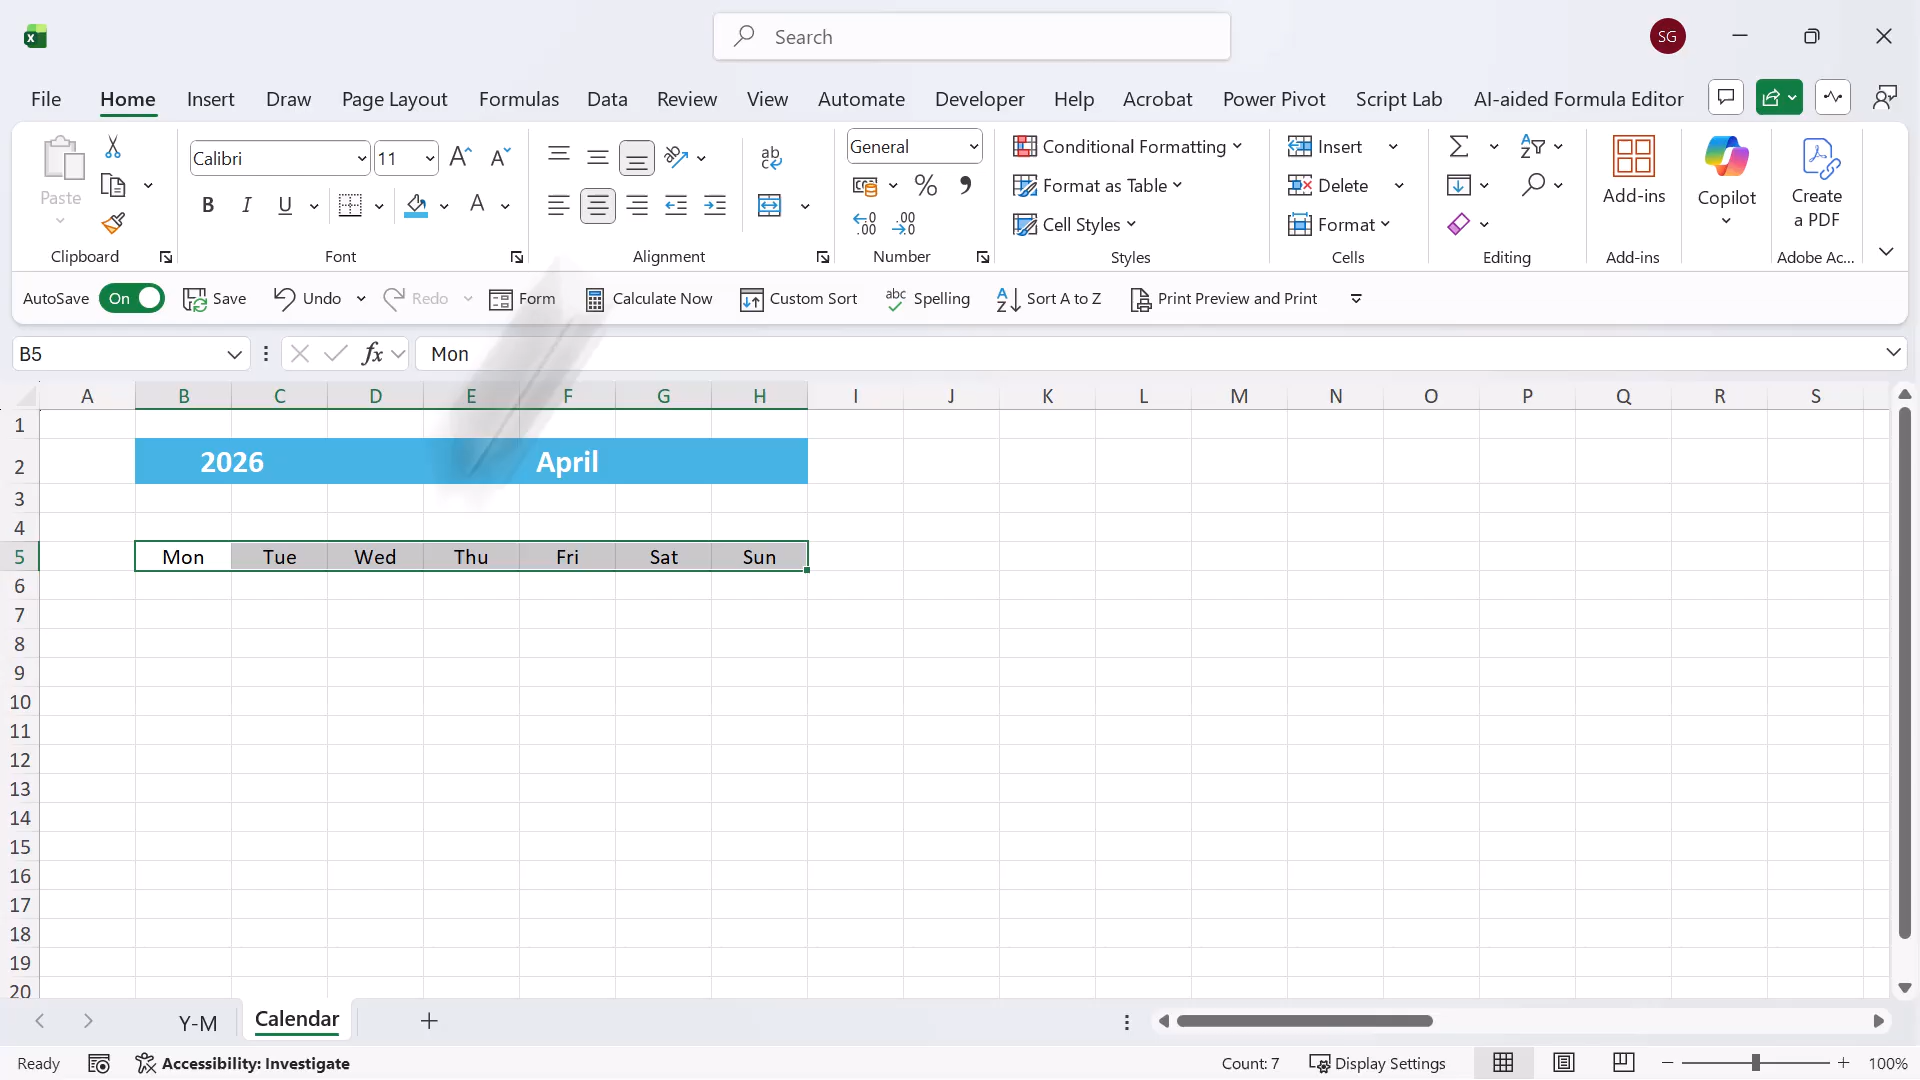 Search
SG
File Home Insert Draw Page Layout Formulas Data Review View Automate Developer Help Acrobat Power Pivot Script Lab AI-aided Formula Editor
Paste
Calibri 11
B I U A
ab
General
% 9
.00
Conditional Formatting
Format as Table
Cell Styles
Insert
Delete
Format
Add-ins
Copilot
Create
a PDF
Clipboard Font Alignment Number Styles Cells Editing Add-ins Adobe Ac...
AutoSave On Save Undo Redo Form Calculate Now Custom Sort abc Spelling Sort A to Z Print Preview and Print
B5 fx Mon
A B C D E F G H I J K L M N O P Q R S
1
2 2026 April
3
4
5 Mon Tue Wed Thu Fri Sat Sun
6
7
8
9
10
11
12
13
14
15
16
17
18
19
20
Y-M Calendar
Ready Accessibility: Investigate Count: 7 Display Settings 100%